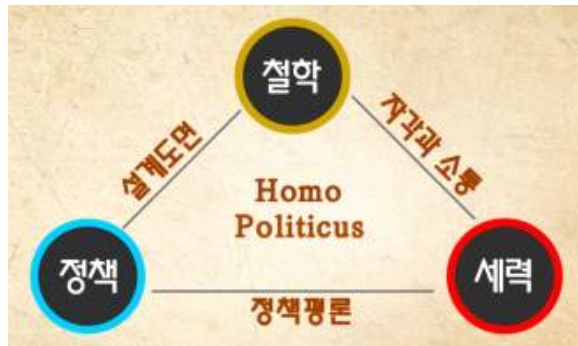 철학
설계도면
자각과 소통
Homo
Politicus
정책
세력
정책평론